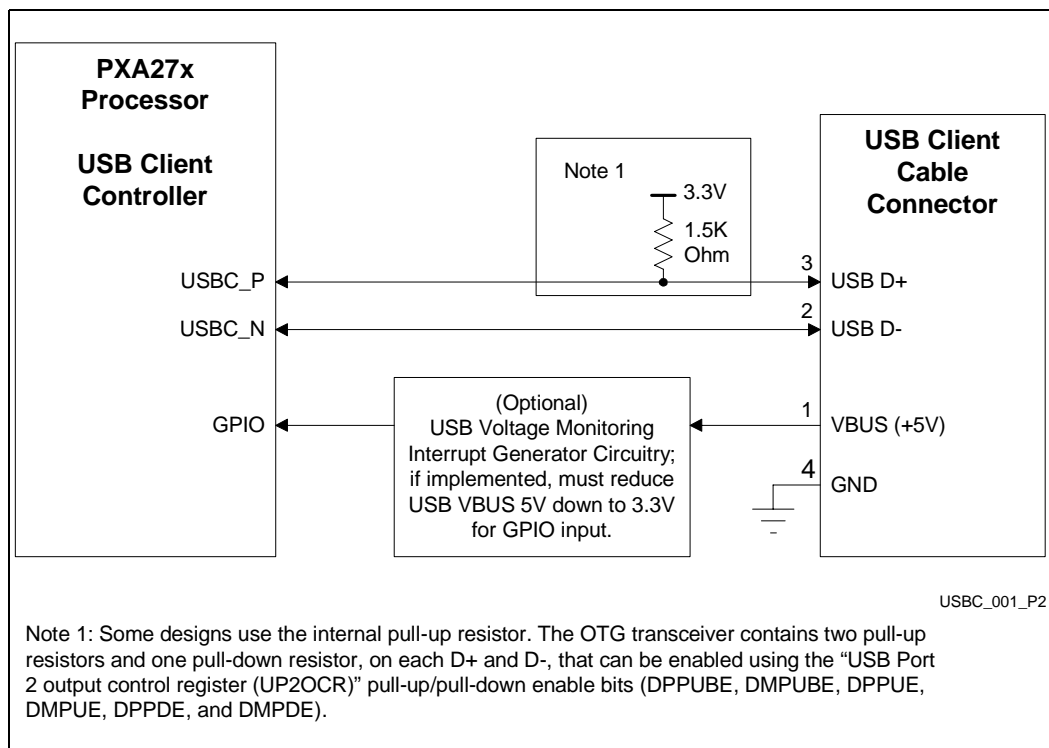 PXA27x
Processor
USB Client
Controller
USBC_P
USBC_N
GPIO
Note 1
3.3V
1.5K
Ohm
(Optional)
USB Voltage Monitoring
Interrupt Generator Circuitry;
if implemented, must reduce
USB VBUS 5V down to 3.3V
for GPIO input.
USB Client
Cable
Connector
3 USB D+
2 USB D-
1 VBUS (+5V)
4 GND
USBC_001_P2
Note 1: Some designs use the internal pull-up resistor. The OTG transceiver contains two pull-up
resistors and one pull-down resistor, on each D+ and D-, that can be enabled using the “USB Port
2 output control register (UP2OCR)” pull-up/pull-down enable bits (DPPUBE, DMPUBE, DPPUE,
DMPUE, DPPDE, and DMPDE).